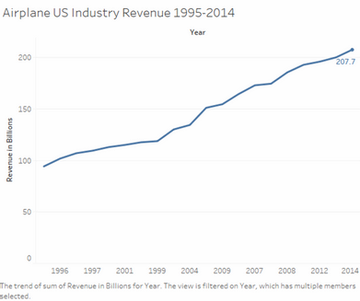 Airplane US Industry Revenue 1995-2014
Year
Revenue in Billions
200
150
100
50
0
207.7
1996 1997 2001 1999 2004 2009 2007 2008 2012 2014
The trend of sum of Revenue in Billions for Year. The view is filtered on Year, which has multiple members
selected.